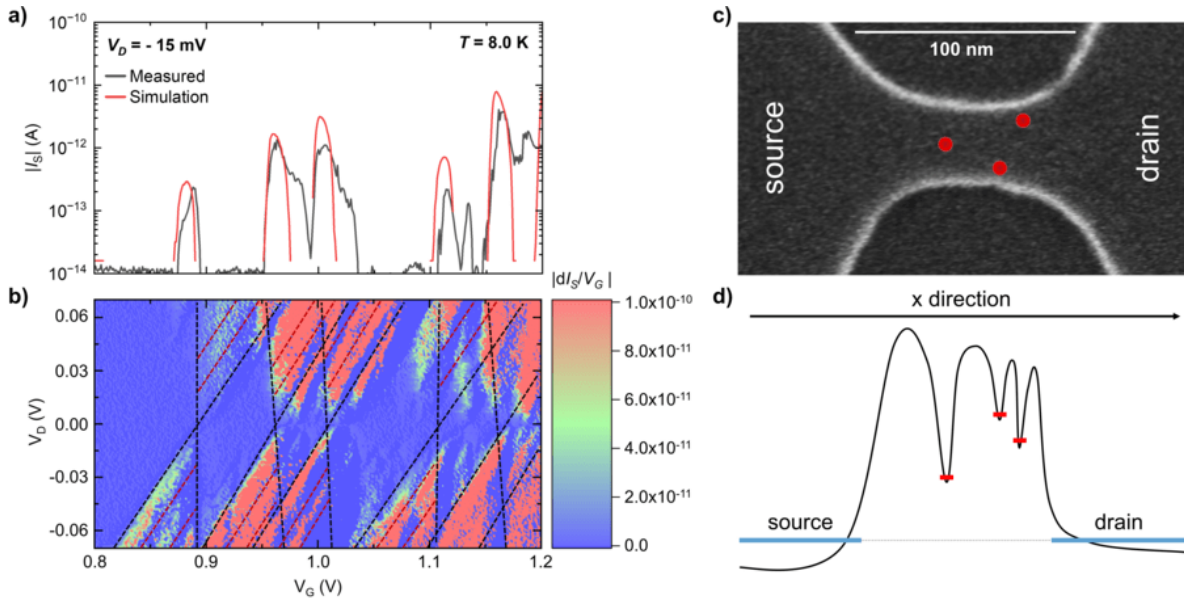 a)
V_D = - 15 mV
T = 8.0 K
Measured
Simulation
|I_S| (A)
10⁻¹⁰
10⁻¹¹
10⁻¹²
10⁻¹³
10⁻¹⁴
b)
|dI_S/V_G |
V_D (V)
0.06
0.03
0.00
-0.03
-0.06
0.8 0.9 1.0 1.1 1.2
V_G (V)
1.0x10⁻¹⁰
8.0x10⁻¹¹
6.0x10⁻¹¹
4.0x10⁻¹¹
2.0x10⁻¹¹
0.0
c)
100 nm
source
drain
d)
x direction
source
drain